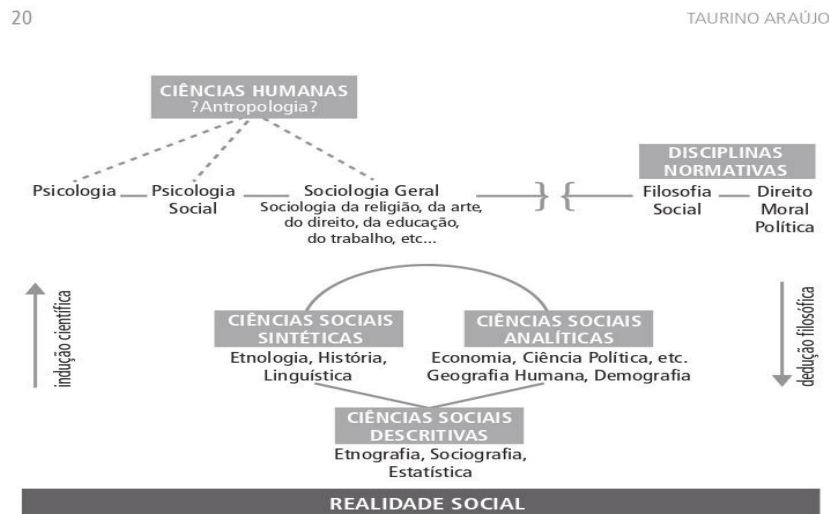 20
TAURINO ARAÚJO
CIÊNCIAS HUMANAS
?Antropologia?
DISCIPLINAS
NORMATIVAS
Psicologia
Psicologia
Social
Sociologia Geral
Sociologia da religião, da arte,
do direito, da educação,
do trabalho, etc...
} {
Filosofia
Social
Direito
Moral
Política
indução científica
CIÊNCIAS SOCIAIS
SINTÉTICAS
Etnologia, História,
Linguística
CIÊNCIAS SOCIAIS
ANALÍTICAS
Economia, Ciência Política, etc.
Geografia Humana, Demografia
dedução filosófica
CIÊNCIAS SOCIAIS
DESCRITIVAS
Etnografia, Sociografia,
Estatística
REALIDADE SOCIAL